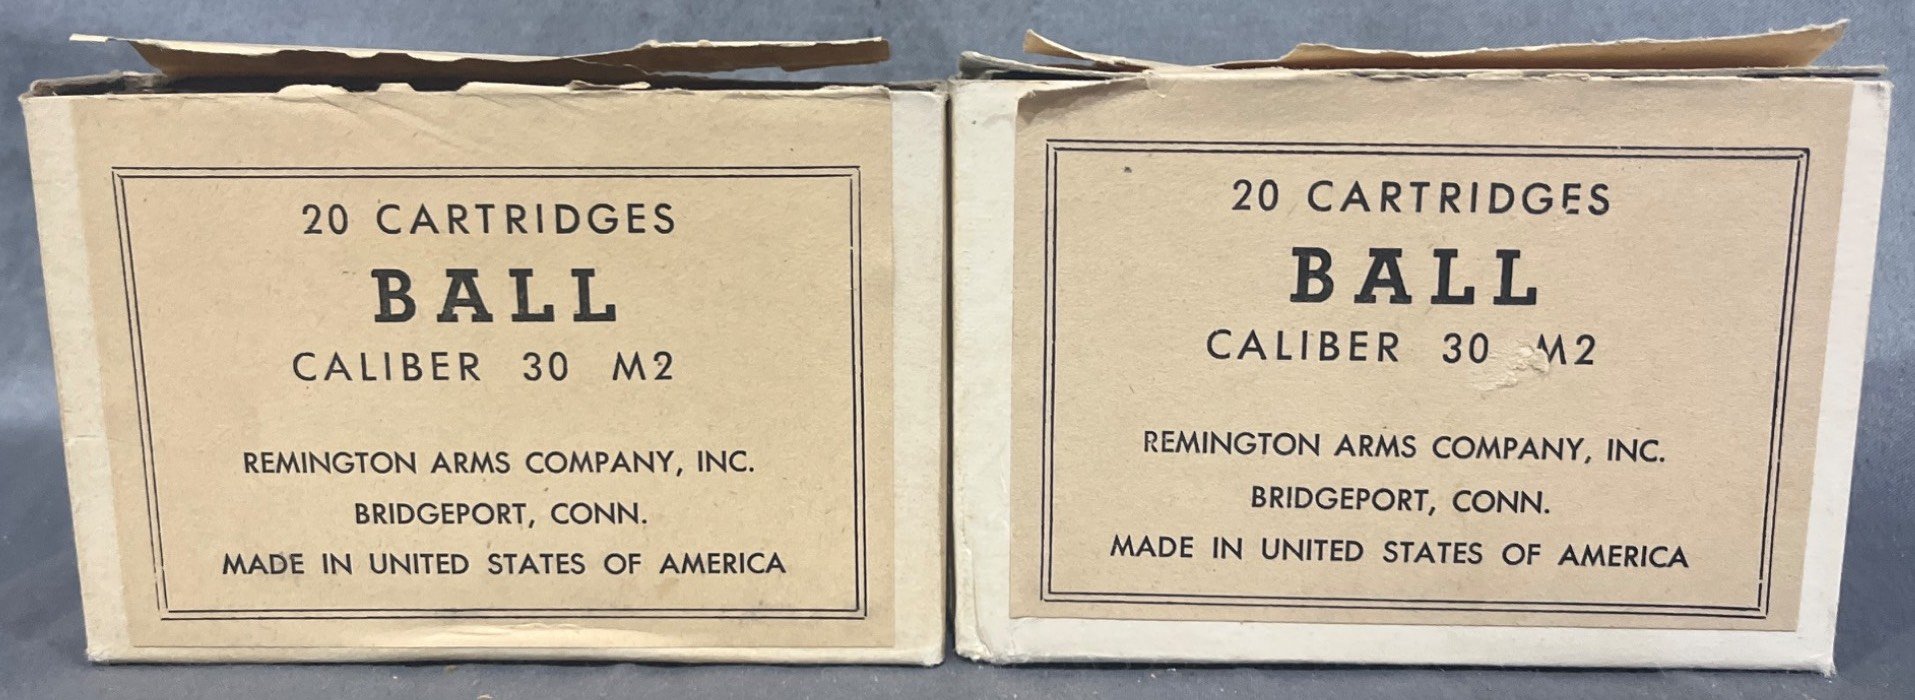 20 CARTRIDGES
BALL
CALIBER 30 M2
REMINGTON ARMS COMPANY, INC.
BRIDGEPORT, CONN.
MADE IN UNITED STATES OF AMERICA
20 CARTRIDGES
BALL
CALIBER 30 M2
REMINGTON ARMS COMPANY, INC.
BRIDGEPORT, CONN.
MADE IN UNITED STATES OF AMERICA